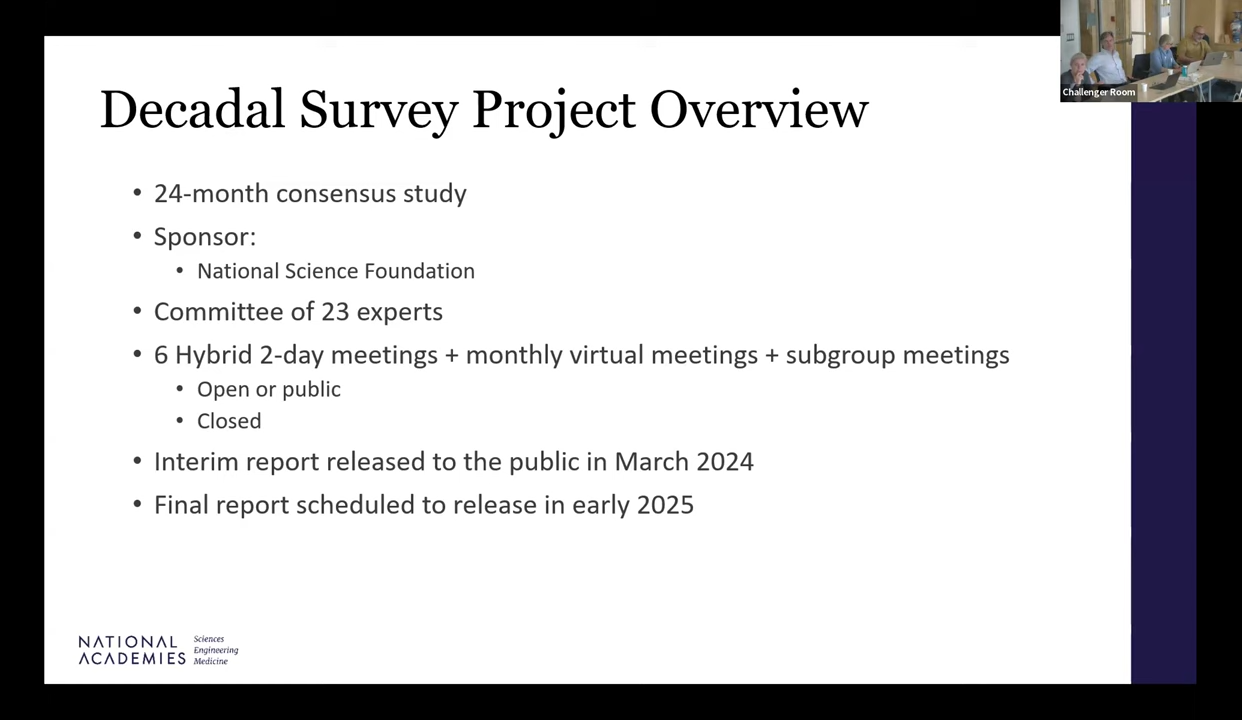 Challenger Room
Decadal Survey Project Overview
• 24-month consensus study
• Sponsor:
• National Science Foundation
• Committee of 23 experts
• 6 Hybrid 2-day meetings + monthly virtual meetings + subgroup meetings
• Open or public
• Closed
• Interim report released to the public in March 2024
• Final report scheduled to release in early 2025
NATIONAL
ACADEMIES
Sciences
Engineering
Medicine